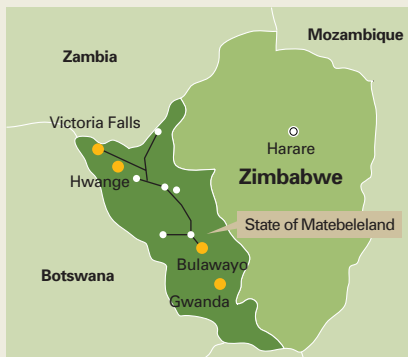 Mozambique
Zambia
Victoria Falls
Harare
Hwange
Zimbabwe
State of Matebeleland
Bulawayo
Botswana
Gwanda